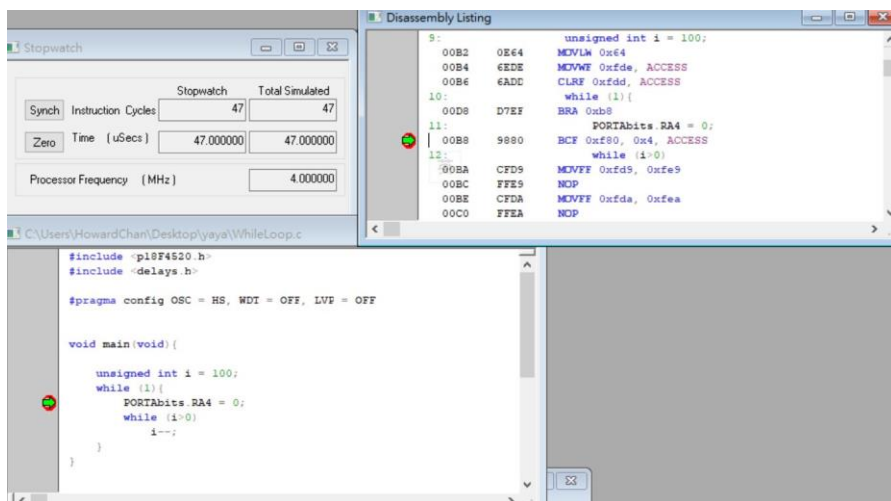 Stopwatch
Stopwatch Total Simulated
Synch Instruction Cycles 47 47
Zero Time (uSecs) 47.000000 47.000000
Processor Frequency (MHz) 4.000000
Disassembly Listing
9: unsigned int i = 100;
00B2 0E64 MOVLW 0x64
00B4 6EDE MOVWF 0xfde, ACCESS
00B6 6ADD CLRF 0xfdd, ACCESS
10: while (1){
00D8 D7EF BRA 0xb8
11: PORTAbits.RA4 = 0;
00B8 9880 BCF 0xf80, 0x4, ACCESS
12: while (i>0)
00BA CFD9 MOVFF 0xfd9, 0xfe9
00BC FFE9 NOP
00BE CFDA MOVFF 0xfda, 0xfea
00C0 FFEA NOP
C:\Users\HowardChan\Desktop\yaya\WhileLoop.c
#include <p18F4520.h>
#include <delays.h>
#pragma config OSC = HS, WDT = OFF, LVP = OFF
void main(void){
unsigned int i = 100;
while (1){
PORTAbits.RA4 = 0;
while (i>0)
i--;
}
}